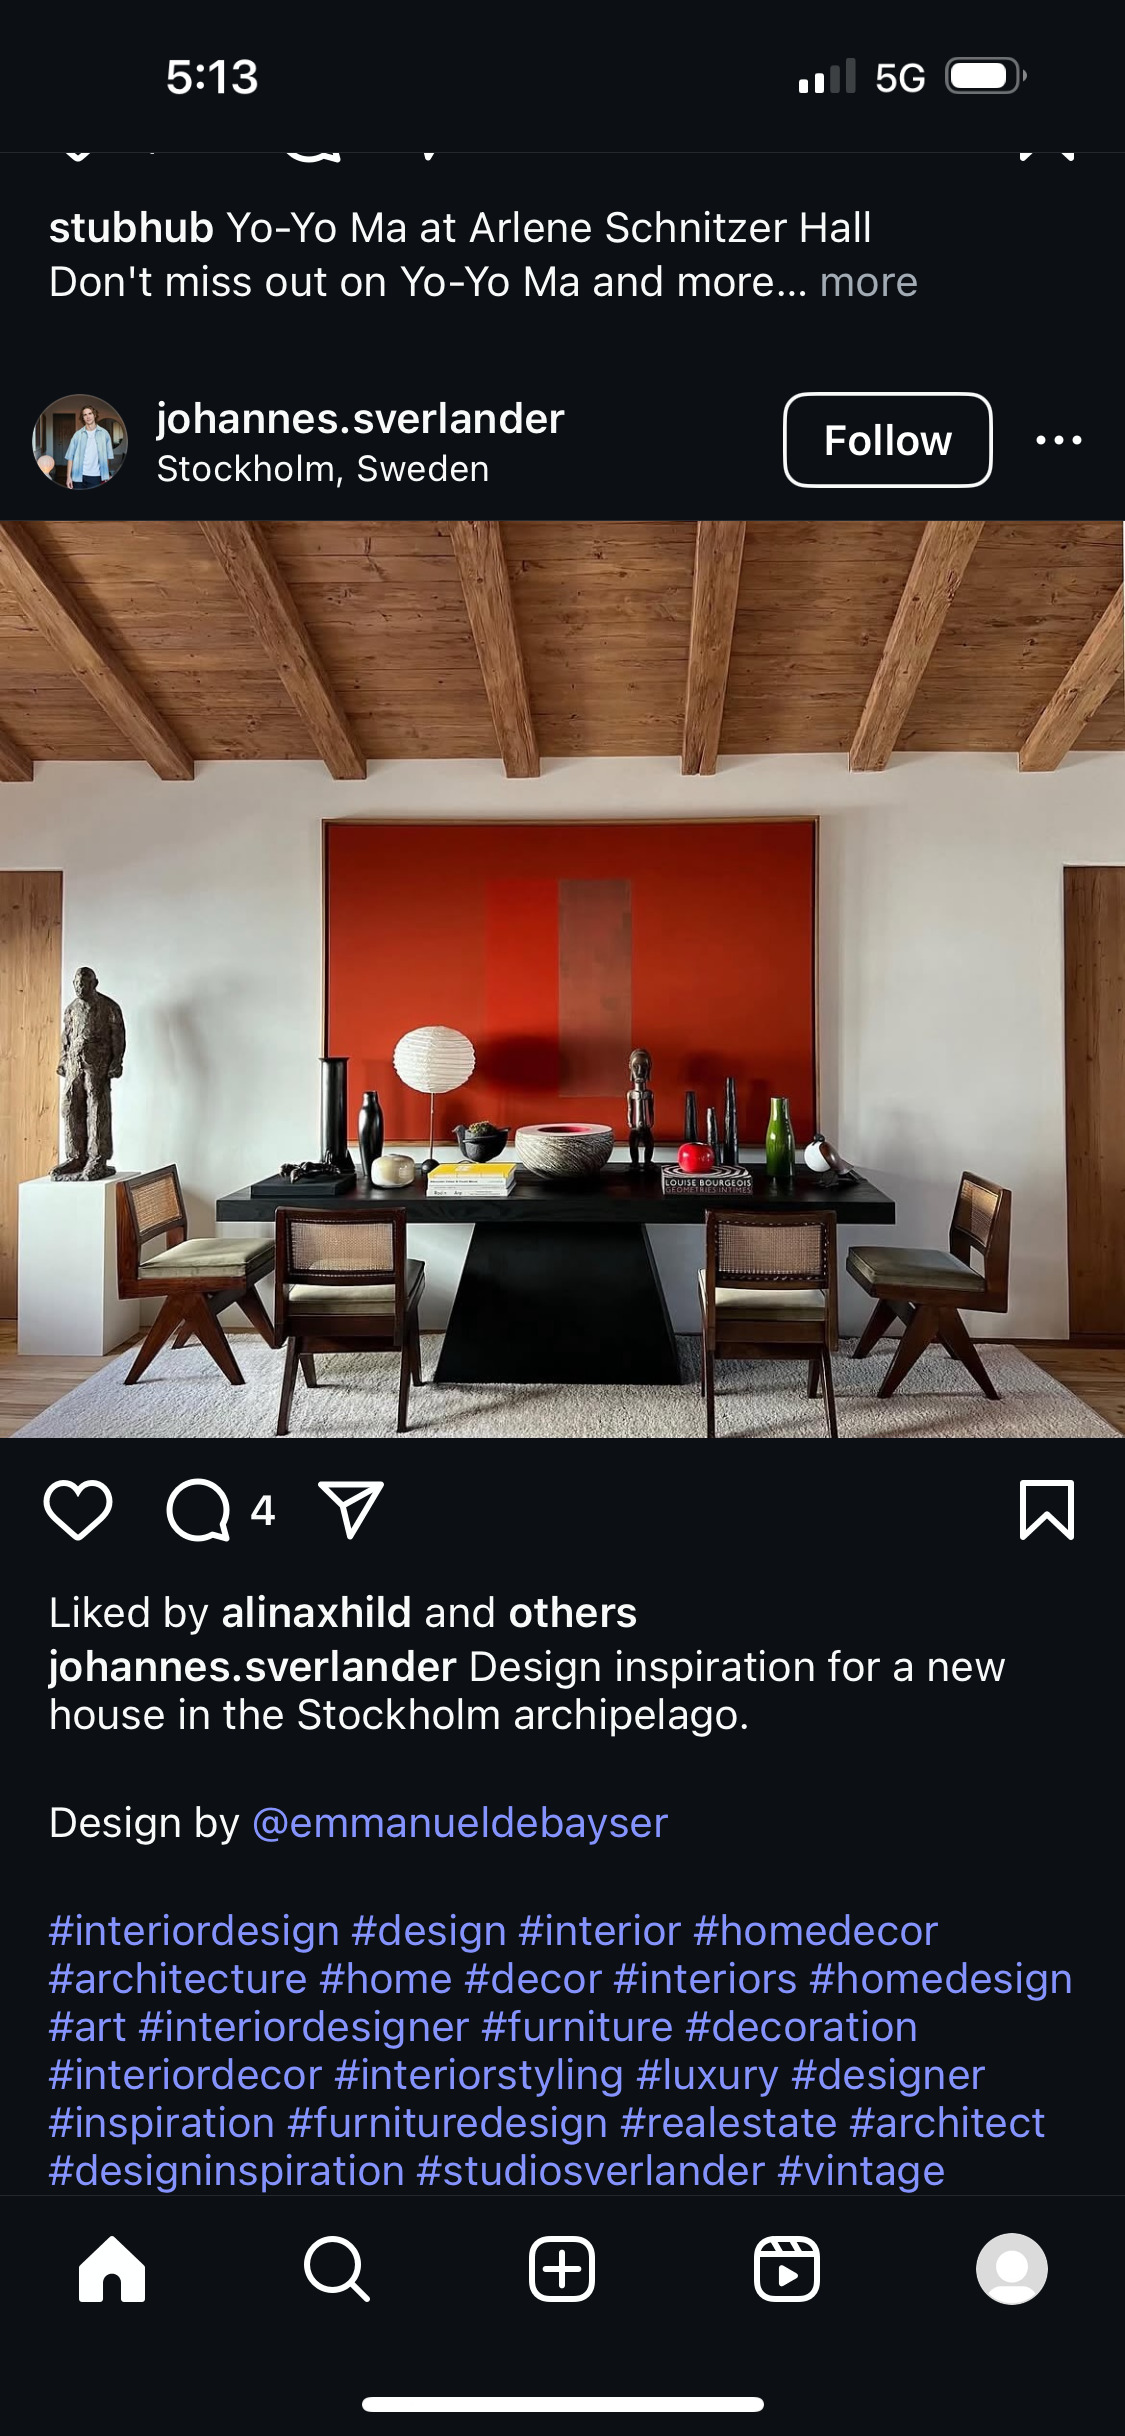 5:13
5G
stubhub Yo-Yo Ma at Arlene Schnitzer Hall
Don't miss out on Yo-Yo Ma and more... more
johannes.sverlander
Stockholm, Sweden
Follow
LOUISE BOURGEOIS
GEOMETRIES INTIMES
4
Liked by alinaxhild and others
johannes.sverlander Design inspiration for a new
house in the Stockholm archipelago.
Design by @emmanueldebayser
#interiordesign #design #interior #homedecor
#architecture #home #decor #interiors #homedesign
#art #interiordesigner #furniture #decoration
#interiordecor #interiorstyling #luxury #designer
#inspiration #furnituredesign #realestate #architect
#designinspiration #studiosverlander #vintage